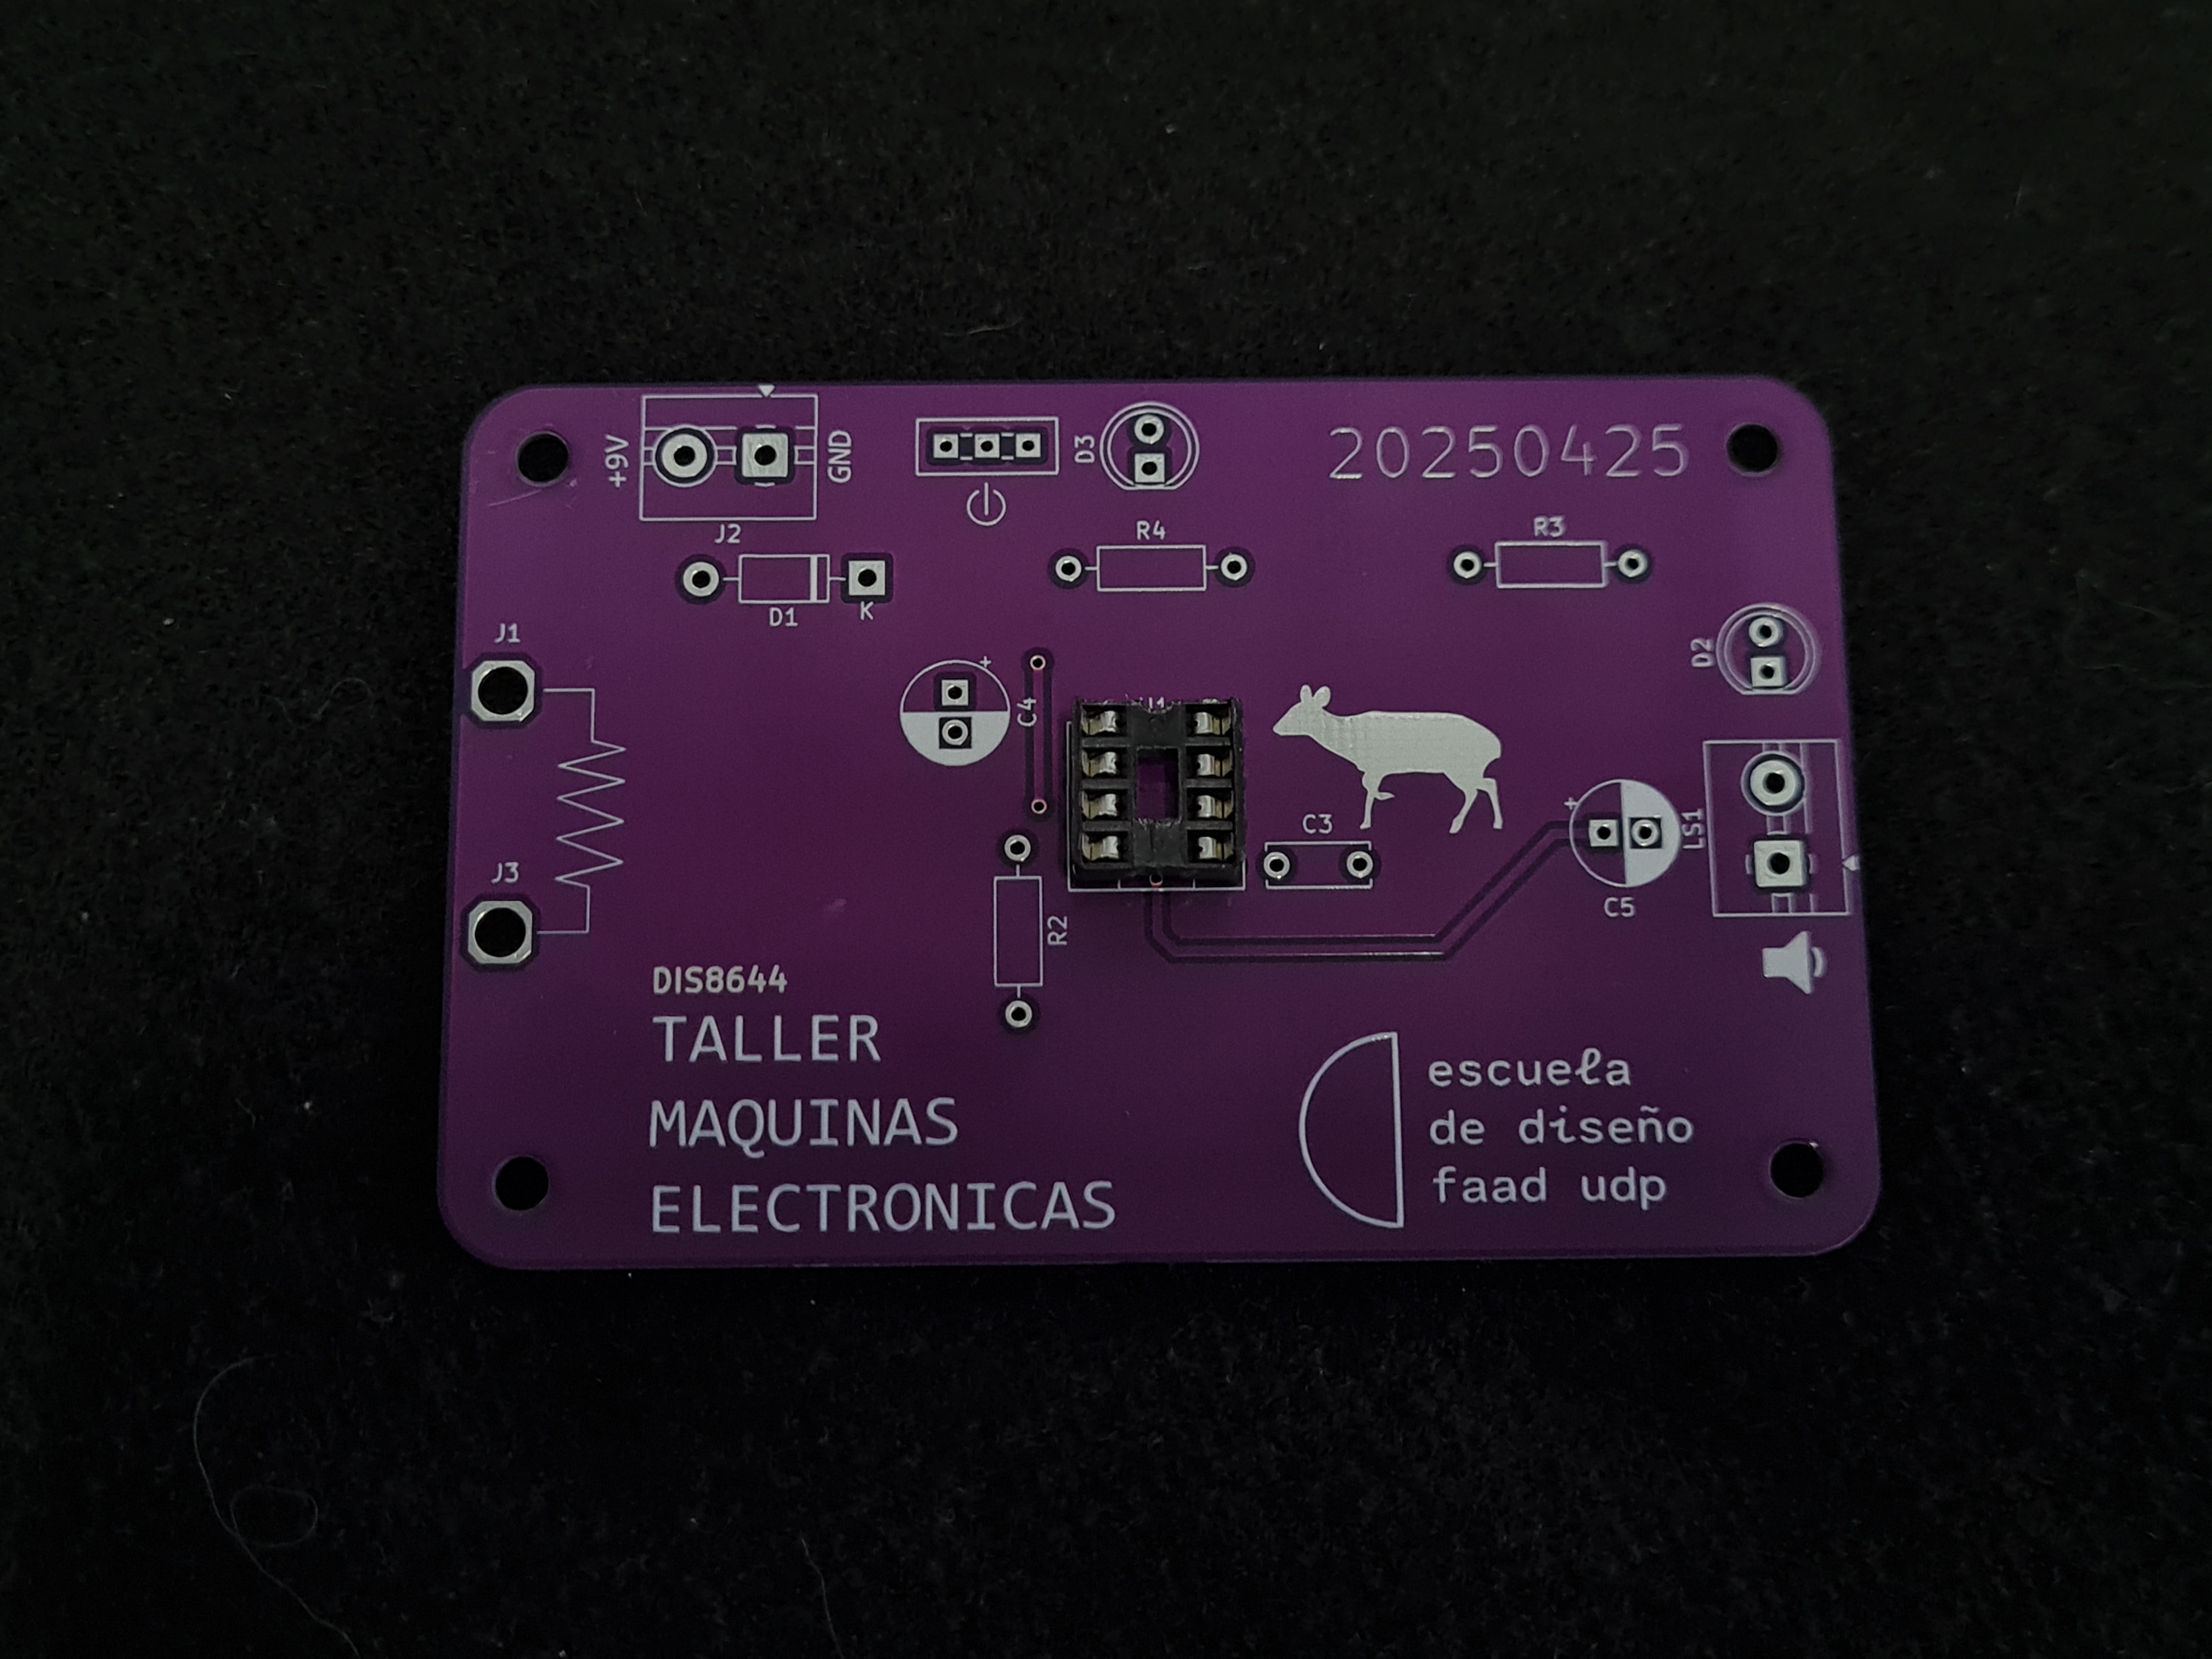 +9V
GND
D3
20250425
J2
R4
R3
D1
K
J1
D2
+
C4
+
C3
LS1
J3
R2
C5
DIS8644
TALLER
MAQUINAS
ELECTRONICAS
escuela
de diseño
faad udp